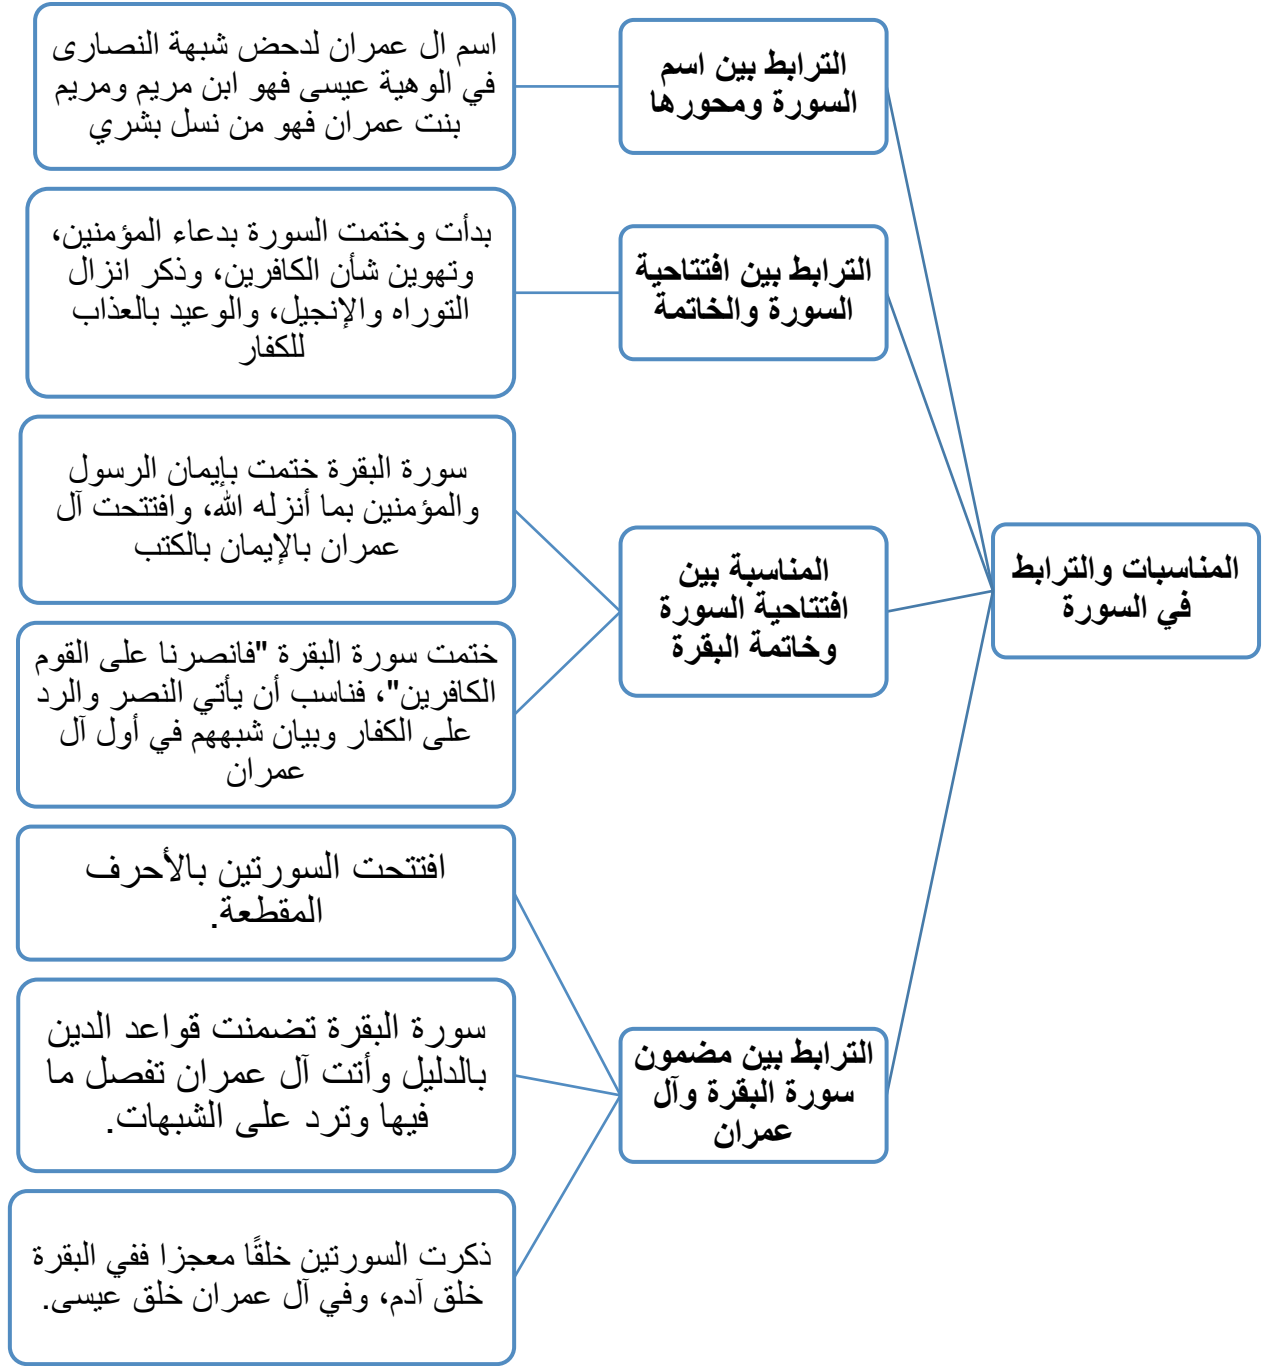 المناسبات والترابط
في السورة
الترابط بين اسم
السورة ومحورها
اسم ال عمران لدحض شبهة النصارى
في الوهية عيسى فهو ابن مريم ومريم
بنت عمران فهو من نسل بشري
الترابط بين افتتاحية
السورة والخاتمة
بدأت وختمت السورة بدعاء المؤمنين،
وتهوين شأن الكافرين، وذكر انزال
التوراه والإنجيل، والوعيد بالعذاب
للكفار
المناسبة بين
افتتاحية السورة
وخاتمة البقرة
سورة البقرة ختمت بإيمان الرسول
والمؤمنين بما أنزله الله، وافتتحت آل
عمران بالإيمان بالكتب
ختمت سورة البقرة "فانصرنا على القوم
الكافرين"، فناسب أن يأتي النصر والرد
على الكفار وبيان شبههم في أول آل
عمران
الترابط بين مضمون
سورة البقرة وآل
عمران
افتتحت السورتين بالأحرف
المقطعة.
سورة البقرة تضمنت قواعد الدين
بالدليل وأتت آل عمران تفصل ما
فيها وترد على الشبهات.
ذكرت السورتين خلقًا معجزا ففي البقرة
خلق آدم، وفي آل عمران خلق عيسى.